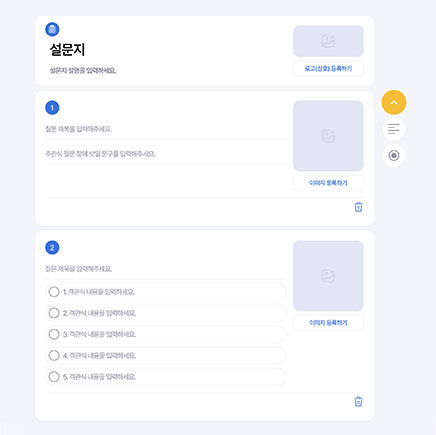 설문지
설문지 설명을 입력하세요.
로고(상호) 등록하기
1
질문 제목을 입력해주세요.
주관식 질문 창에 보일 문구를 입력해주세요.
이미지 등록하기
2
질문 제목을 입력해주세요.
1. 객관식 내용을 입력하세요.
2. 객관식 내용을 입력하세요.
3. 객관식 내용을 입력하세요.
4. 객관식 내용을 입력하세요.
5. 객관식 내용을 입력하세요.
이미지 등록하기